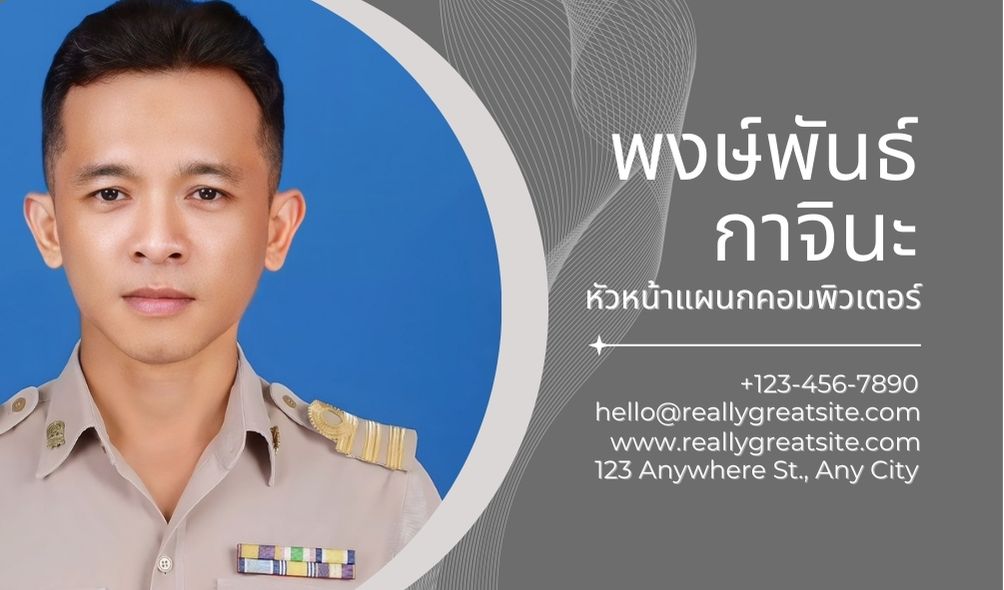 พงษ์พันธ์
กาจินะ
หัวหน้าแผนกคอมพิวเตอร์
+123-456-7890
hello@reallygreatsite.com
www.reallygreatsite.com
123 Anywhere St., Any City